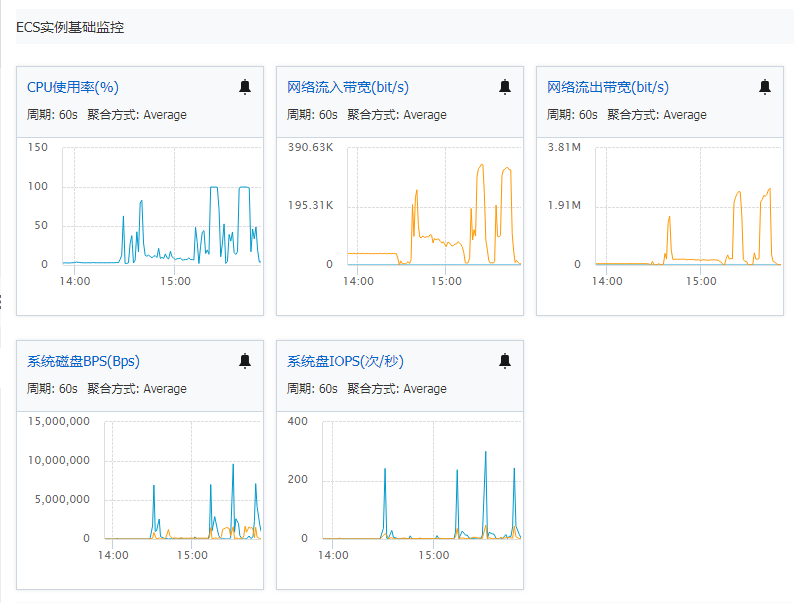 ECS实例基础监控
CPU使用率(%)
周期: 60s 聚合方式: Average
150
100
50
0
14:00 15:00
网络流入带宽(bit/s)
周期: 60s 聚合方式: Average
390.63K
195.31K
0
14:00 15:00
网络流出带宽(bit/s)
周期: 60s 聚合方式: Average
3.81M
1.91M
0
14:00 15:00
系统磁盘BPS(Bps)
周期: 60s 聚合方式: Average
15,000,000
10,000,000
5,000,000
0
14:00 15:00
系统盘IOPS(次/秒)
周期: 60s 聚合方式: Average
400
200
0
14:00 15:00